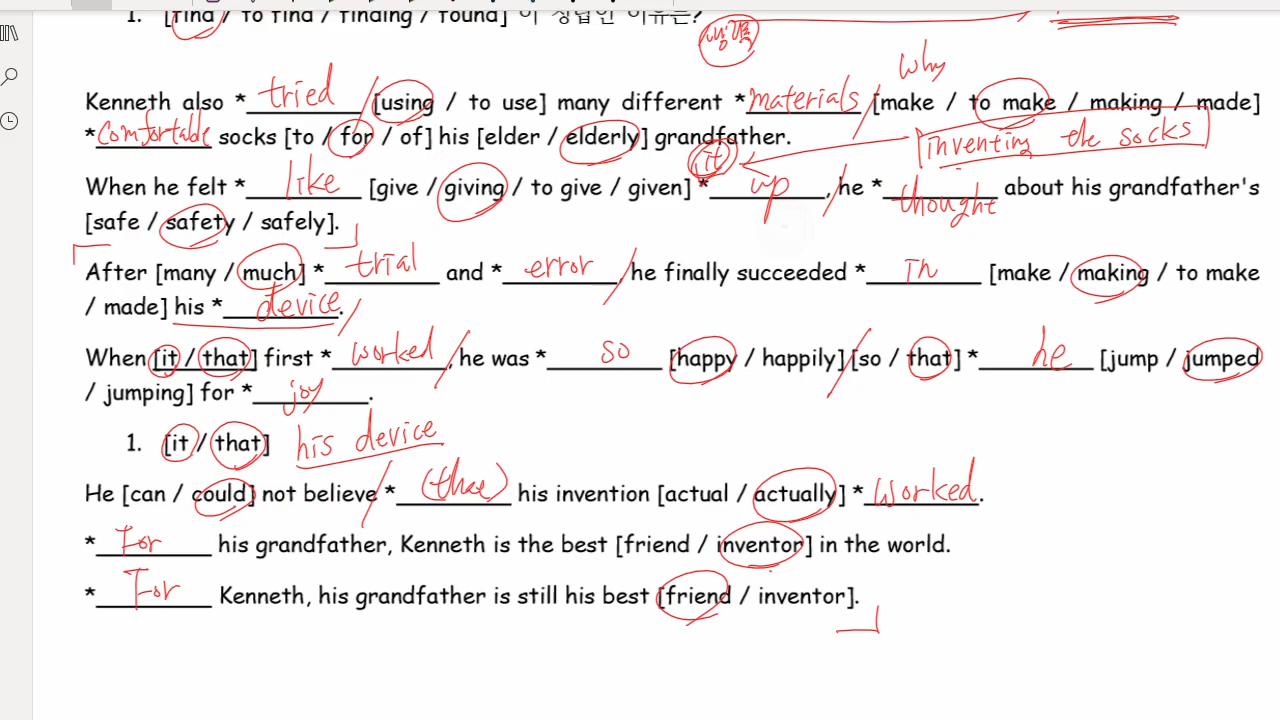 1. [find / to find / finding / found] 이 정답인 이유는?
생략
why
Kenneth also * tried [using / to use] many different * materials [make / to make / making / made]
* comfortable socks [to / for / of] his [elder / elderly] grandfather.
inventing the socks
it
When he felt * like [give / giving / to give / given] * up, he * thought about his grandfather's
[safe / safety / safely].
After [many / much] * trial and * error he finally succeeded * in [make / making / to make
/ made] his * device.
When [it / that] first * worked, he was * so [happy / happily] [so / that] * he [jump / jumped
/ jumping] for * joy.
1. [it / that] his device
He [can / could] not believe * (that) his invention [actual / actually] * worked.
* For his grandfather, Kenneth is the best [friend / inventor] in the world.
* For Kenneth, his grandfather is still his best [friend / inventor].